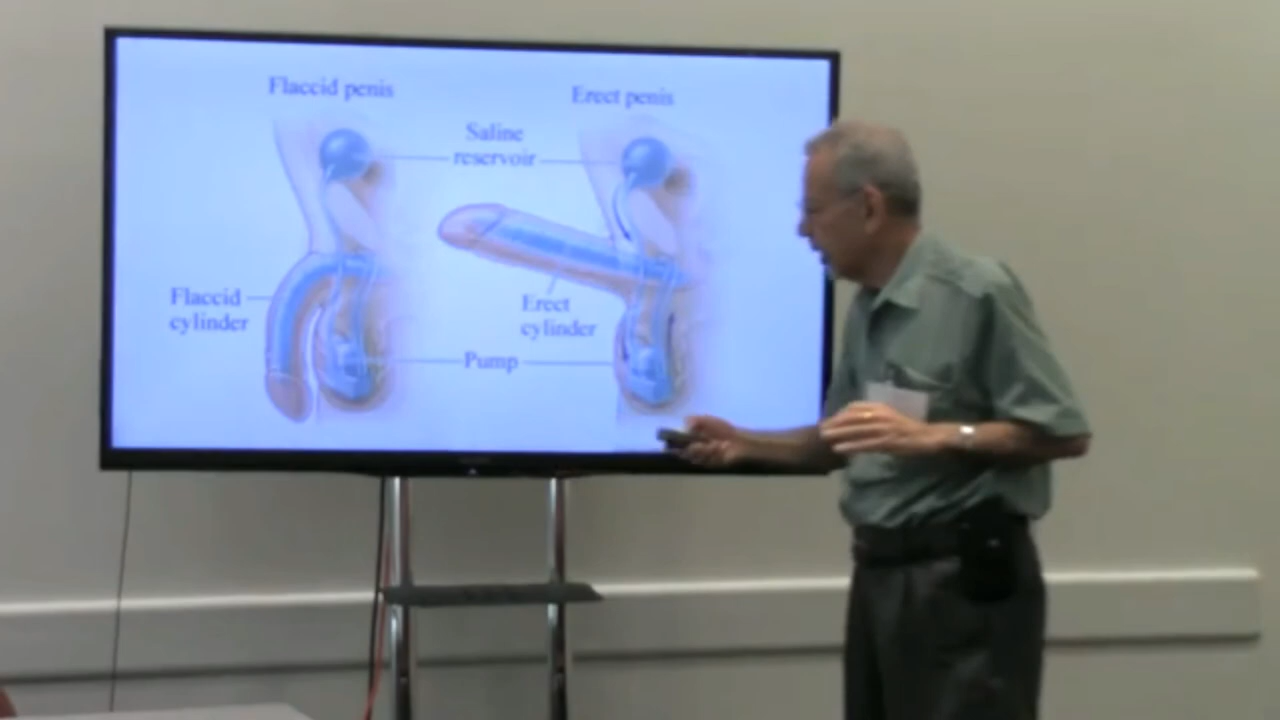 Flaccid penis
Erect penis
Saline
reservoir
Flaccid
cylinder
Erect
cylinder
Pump